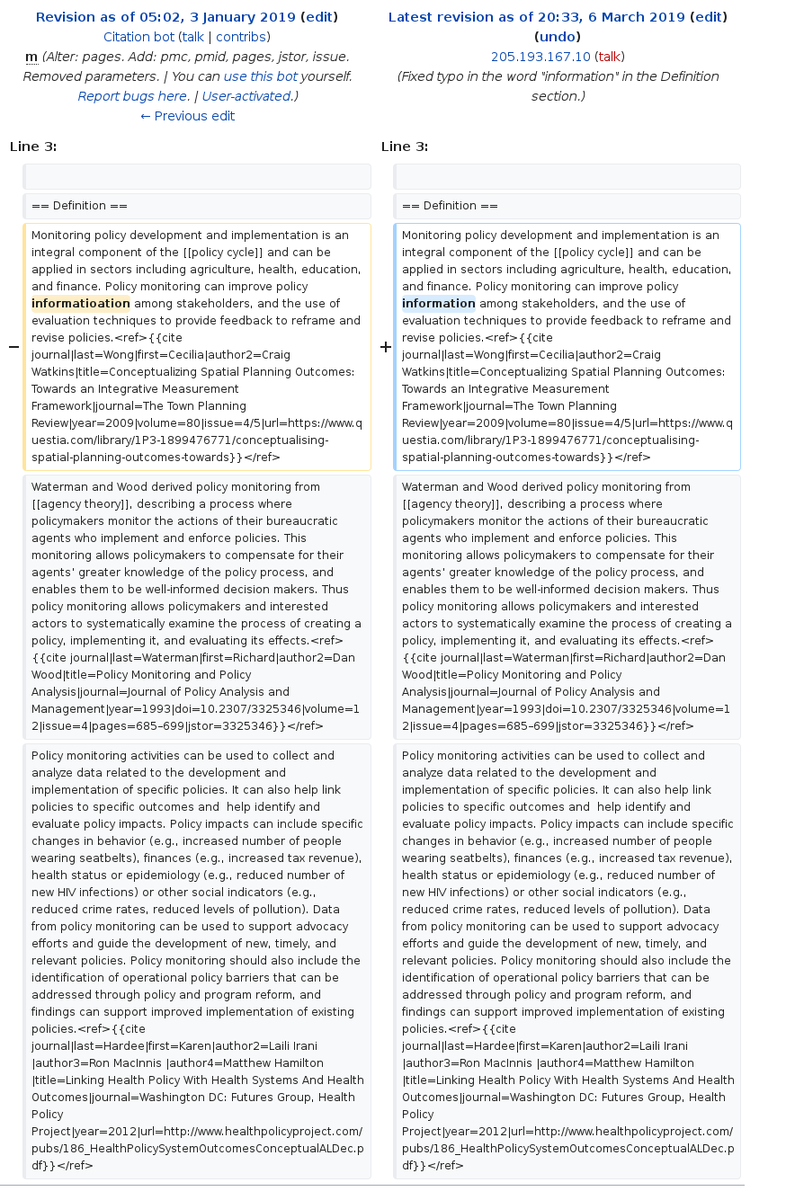 Revision as of 05:02, 3 January 2019 (edit)
Citation bot (talk | contribs)
m (Alter: pages. Add: pmc, pmid, pages, jstor, issue.
Removed parameters. | You can use this bot yourself.
Report bugs here. | User-activated.)
← Previous edit
Latest revision as of 20:33, 6 March 2019 (edit)
(undo)
205.193.167.10 (talk)
(Fixed typo in the word "information" in the Definition
section.)
Line 3:
Line 3:
== Definition ==
== Definition ==
−
Monitoring policy development and implementation is an
integral component of the [[policy cycle]] and can be
applied in sectors including agriculture, health, education,
and finance. Policy monitoring can improve policy
informatioation among stakeholders, and the use of
evaluation techniques to provide feedback to reframe and
revise policies.<ref>{{cite
journal|last=Wong|first=Cecilia|author2=Craig
Watkins|title=Conceptualizing Spatial Planning Outcomes:
Towards an Integrative Measurement
Framework|journal=The Town Planning
Review|year=2009|volume=80|issue=4/5|url=https://www.q
uestia.com/library/1P3-1899476771/conceptualising-
spatial-planning-outcomes-towards}}</ref>
+
Monitoring policy development and implementation is an
integral component of the [[policy cycle]] and can be
applied in sectors including agriculture, health, education,
and finance. Policy monitoring can improve policy
information among stakeholders, and the use of
evaluation techniques to provide feedback to reframe and
revise policies.<ref>{{cite
journal|last=Wong|first=Cecilia|author2=Craig
Watkins|title=Conceptualizing Spatial Planning Outcomes:
Towards an Integrative Measurement
Framework|journal=The Town Planning
Review|year=2009|volume=80|issue=4/5|url=https://www.q
uestia.com/library/1P3-1899476771/conceptualising-
spatial-planning-outcomes-towards}}</ref>
Waterman and Wood derived policy monitoring from
[[agency theory]], describing a process where
policymakers monitor the actions of their bureaucratic
agents who implement and enforce policies. This
monitoring allows policymakers to compensate for their
agents' greater knowledge of the policy process, and
enables them to be well-informed decision makers. Thus
policy monitoring allows policymakers and interested
actors to systematically examine the process of creating a
policy, implementing it, and evaluating its effects.<ref>
{{cite journal|last=Waterman|first=Richard|author2=Dan
Wood|title=Policy Monitoring and Policy
Analysis|journal=Journal of Policy Analysis and
Management|year=1993|doi=10.2307/3325346|volume=1
2|issue=4|pages=685–699|jstor=3325346}}</ref>
Waterman and Wood derived policy monitoring from
[[agency theory]], describing a process where
policymakers monitor the actions of their bureaucratic
agents who implement and enforce policies. This
monitoring allows policymakers to compensate for their
agents' greater knowledge of the policy process, and
enables them to be well-informed decision makers. Thus
policy monitoring allows policymakers and interested
actors to systematically examine the process of creating a
policy, implementing it, and evaluating its effects.<ref>
{{cite journal|last=Waterman|first=Richard|author2=Dan
Wood|title=Policy Monitoring and Policy
Analysis|journal=Journal of Policy Analysis and
Management|year=1993|doi=10.2307/3325346|volume=1
2|issue=4|pages=685–699|jstor=3325346}}</ref>
Policy monitoring activities can be used to collect and
analyze data related to the development and
implementation of specific policies. It can also help link
policies to specific outcomes and  help identify and
evaluate policy impacts. Policy impacts can include specific
changes in behavior (e.g., increased number of people
wearing seatbelts), finances (e.g., increased tax revenue),
health status or epidemiology (e.g., reduced number of
new HIV infections) or other social indicators (e.g.,
reduced crime rates, reduced levels of pollution). Data
from policy monitoring can be used to support advocacy
efforts and guide the development of new, timely, and
relevant policies. Policy monitoring should also include the
identification of operational policy barriers that can be
addressed through policy and program reform, and
findings can support improved implementation of existing
policies.<ref>{{cite
journal|last=Hardee|first=Karen|author2=Laili Irani
|author3=Ron MacInnis |author4=Matthew Hamilton
|title=Linking Health Policy With Health Systems And Health
Outcomes|journal=Washington DC: Futures Group, Health
Policy
Project|year=2012|url=http://www.healthpolicyproject.com/
pubs/186_HealthPolicySystemOutcomesConceptualALDec.p
df}}</ref>
Policy monitoring activities can be used to collect and
analyze data related to the development and
implementation of specific policies. It can also help link
policies to specific outcomes and  help identify and
evaluate policy impacts. Policy impacts can include specific
changes in behavior (e.g., increased number of people
wearing seatbelts), finances (e.g., increased tax revenue),
health status or epidemiology (e.g., reduced number of
new HIV infections) or other social indicators (e.g.,
reduced crime rates, reduced levels of pollution). Data
from policy monitoring can be used to support advocacy
efforts and guide the development of new, timely, and
relevant policies. Policy monitoring should also include the
identification of operational policy barriers that can be
addressed through policy and program reform, and
findings can support improved implementation of existing
policies.<ref>{{cite
journal|last=Hardee|first=Karen|author2=Laili Irani
|author3=Ron MacInnis |author4=Matthew Hamilton
|title=Linking Health Policy With Health Systems And Health
Outcomes|journal=Washington DC: Futures Group, Health
Policy
Project|year=2012|url=http://www.healthpolicyproject.com/
pubs/186_HealthPolicySystemOutcomesConceptualALDec.p
df}}</ref>